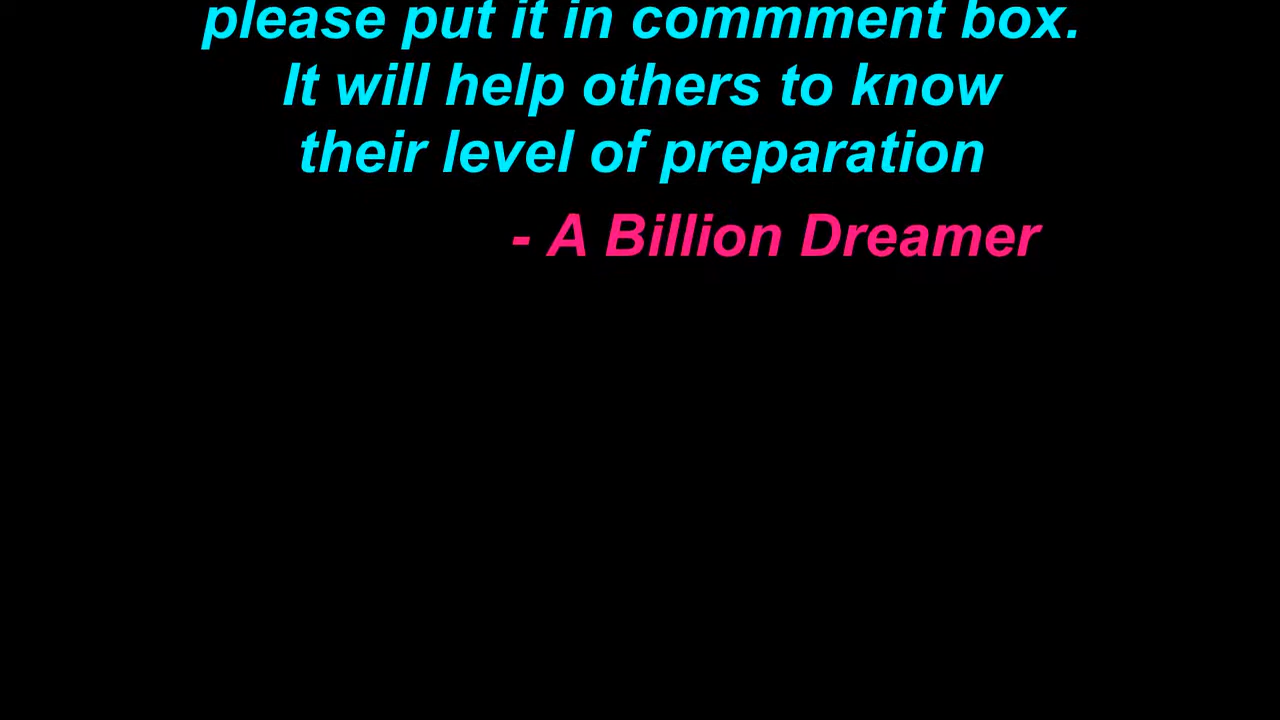 please put it in commment box.
It will help others to know
their level of preparation
- A Billion Dreamer